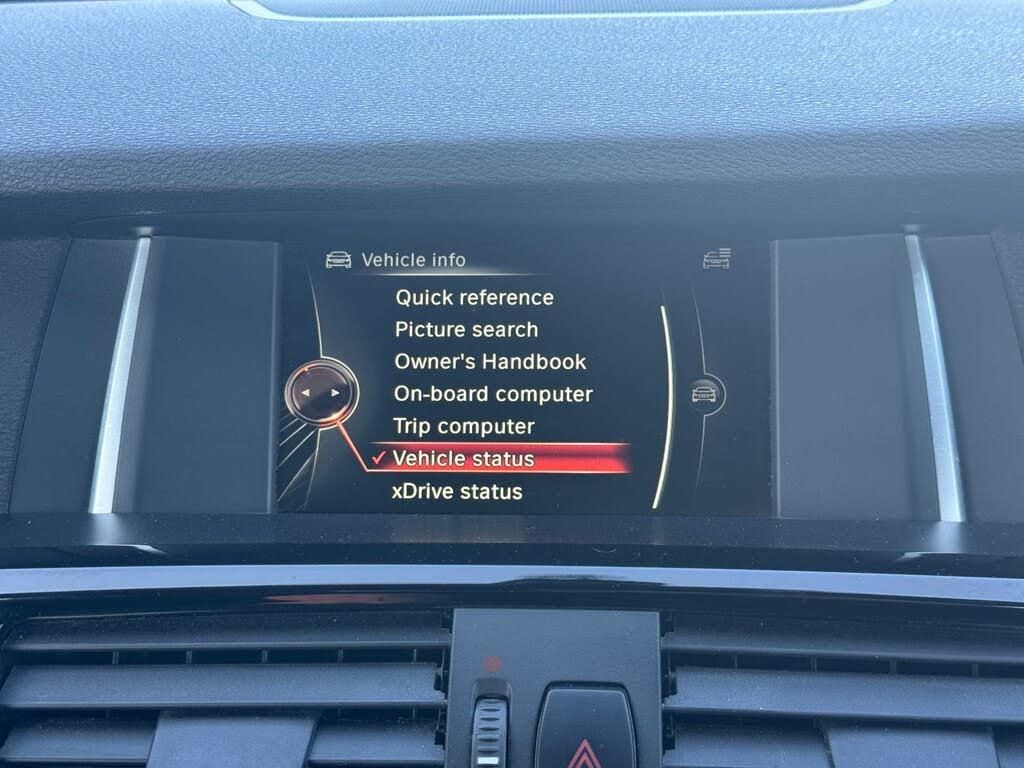 Vehicle info
Quick reference
Picture search
Owner's Handbook
On-board computer
Trip computer
Vehicle status
xDrive status